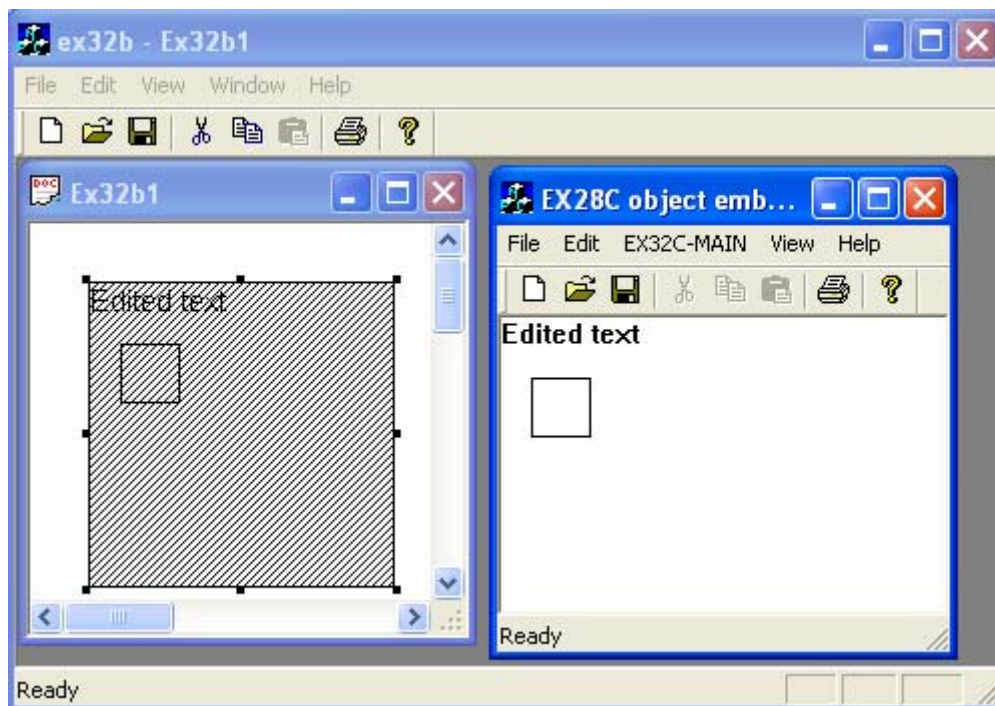 ex32b - Ex32b1
File Edit View Window Help
DOC
Ex32b1
Edited text
EX28C object emb...
File Edit EX32C-MAIN View Help
Edited text
Ready
Ready